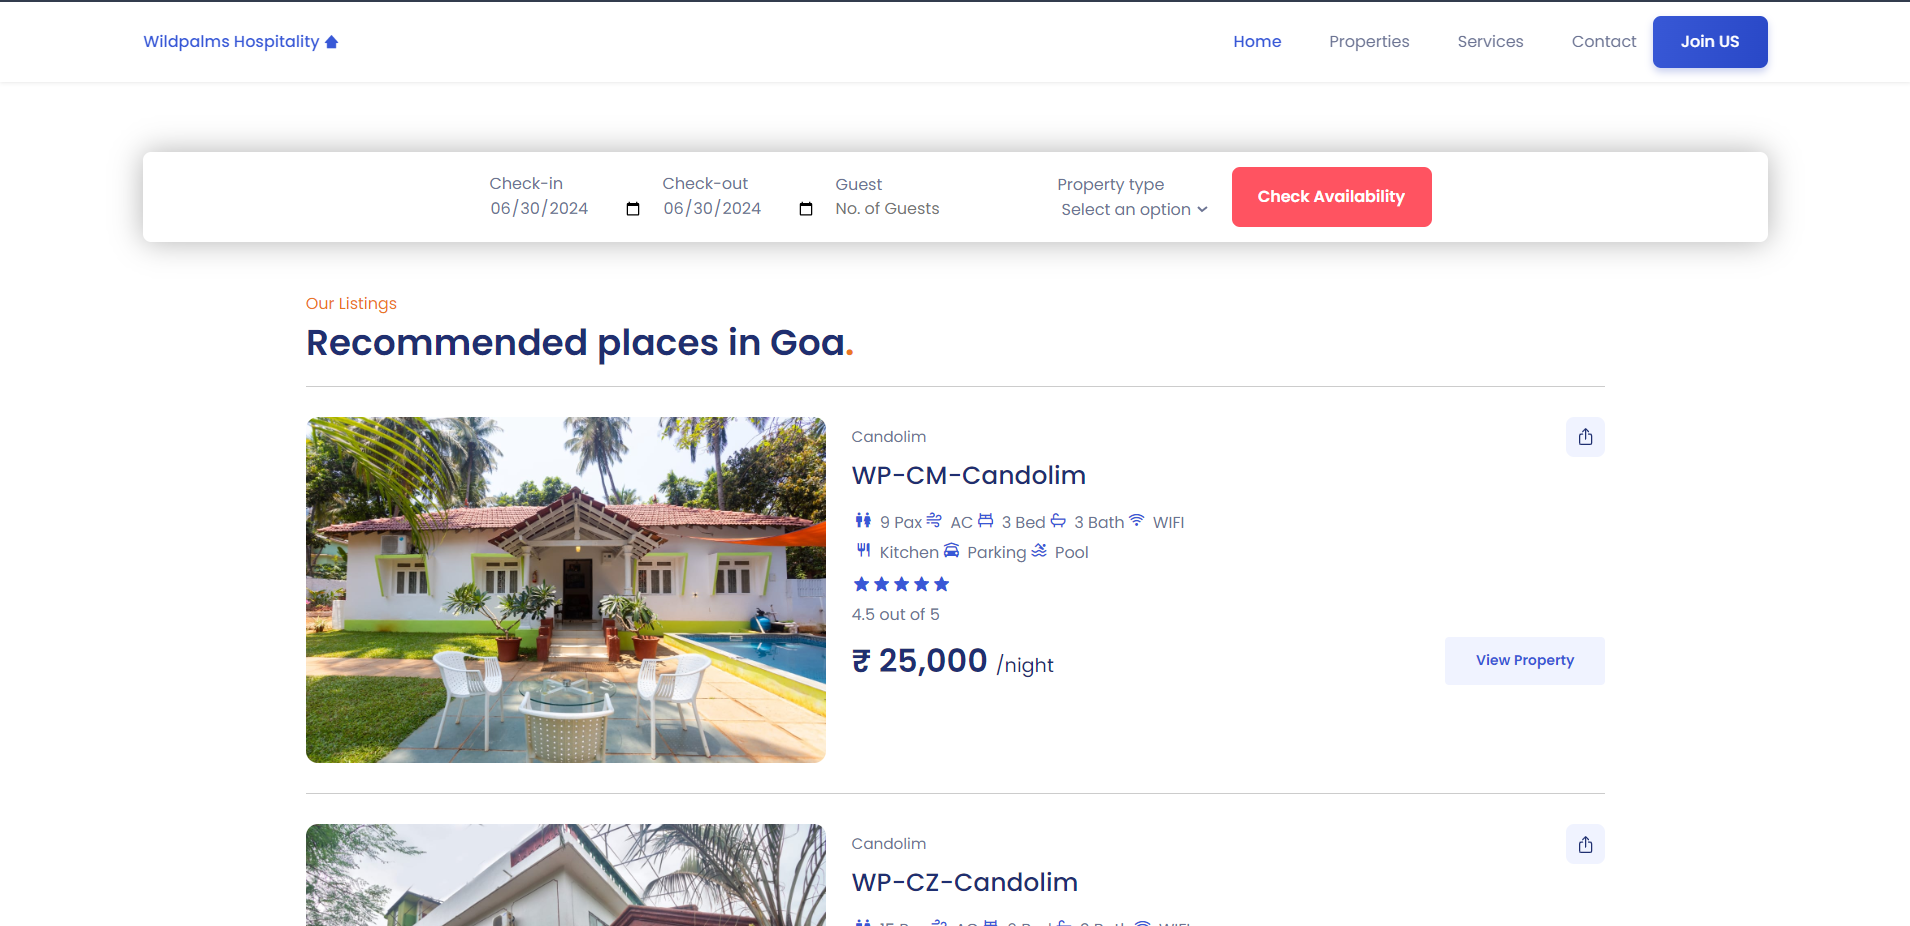 Wildpalms Hospitality
Home Properties Services Contact Join US
Check-in Check-out Guest Property type
06/30/2024 06/30/2024 No. of Guests Select an option
Check Availability
Our Listings
Recommended places in Goa.
Candolim
WP-CM-Candolim
9 Pax AC 3 Bed 3 Bath WIFI
Kitchen Parking Pool
4.5 out of 5
₹ 25,000 /night
View Property
Candolim
WP-CZ-Candolim